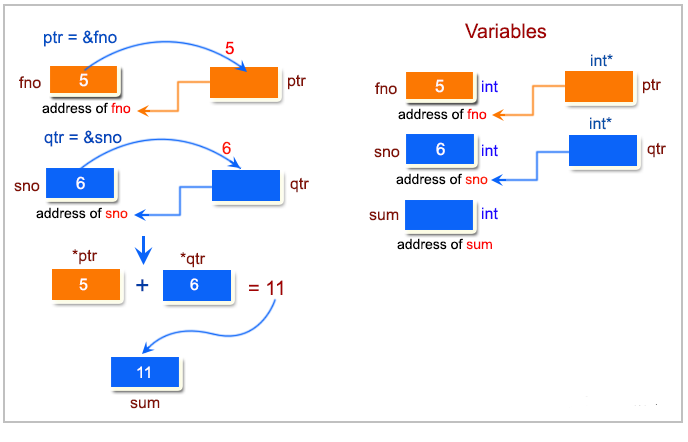 ptr = &fno
5
fno 5 ptr
address of fno
qtr = &sno
6
sno 6 qtr
address of sno
*ptr *qtr
5 + 6 = 11
11
sum
Variables
int*
fno 5 int ptr
address of fno
int*
sno 6 int qtr
address of sno
sum int
address of sum